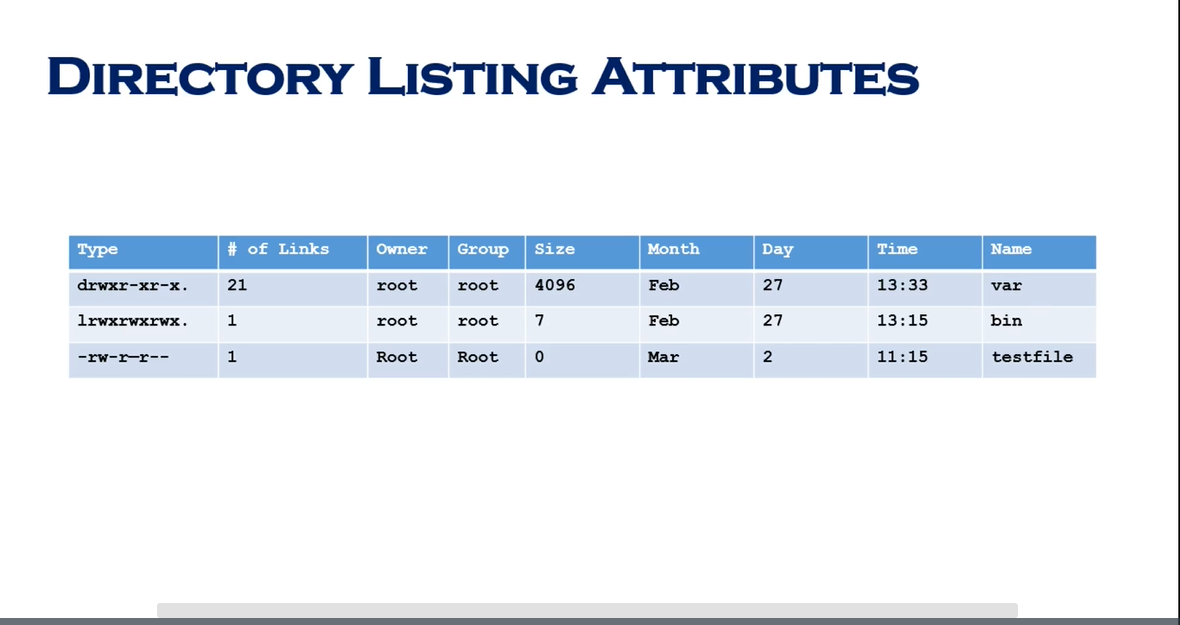 Directory Listing Attributes
Type # of Links Owner Group Size Month Day Time Name
drwxr-xr-x. 21 root root 4096 Feb 27 13:33 var
lrwxrwxrwx. 1 root root 7 Feb 27 13:15 bin
-rw-r—r-- 1 Root Root 0 Mar 2 11:15 testfile